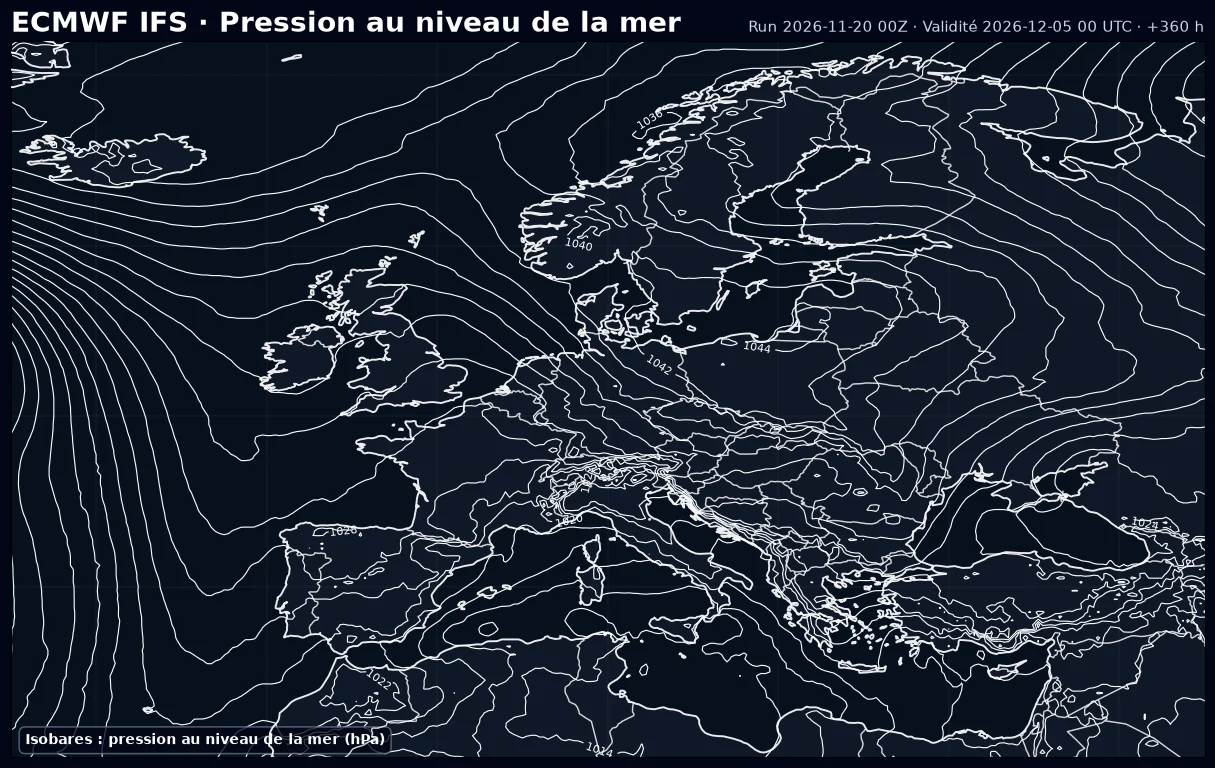 ECMWF IFS · Pression au niveau de la mer
Run 2026-11-20 00Z · Validité 2026-12-05 00 UTC · +360 h
1036
1040
1044
1042
1020
1024
1022
1014
Isobares : pression au niveau de la mer (hPa)